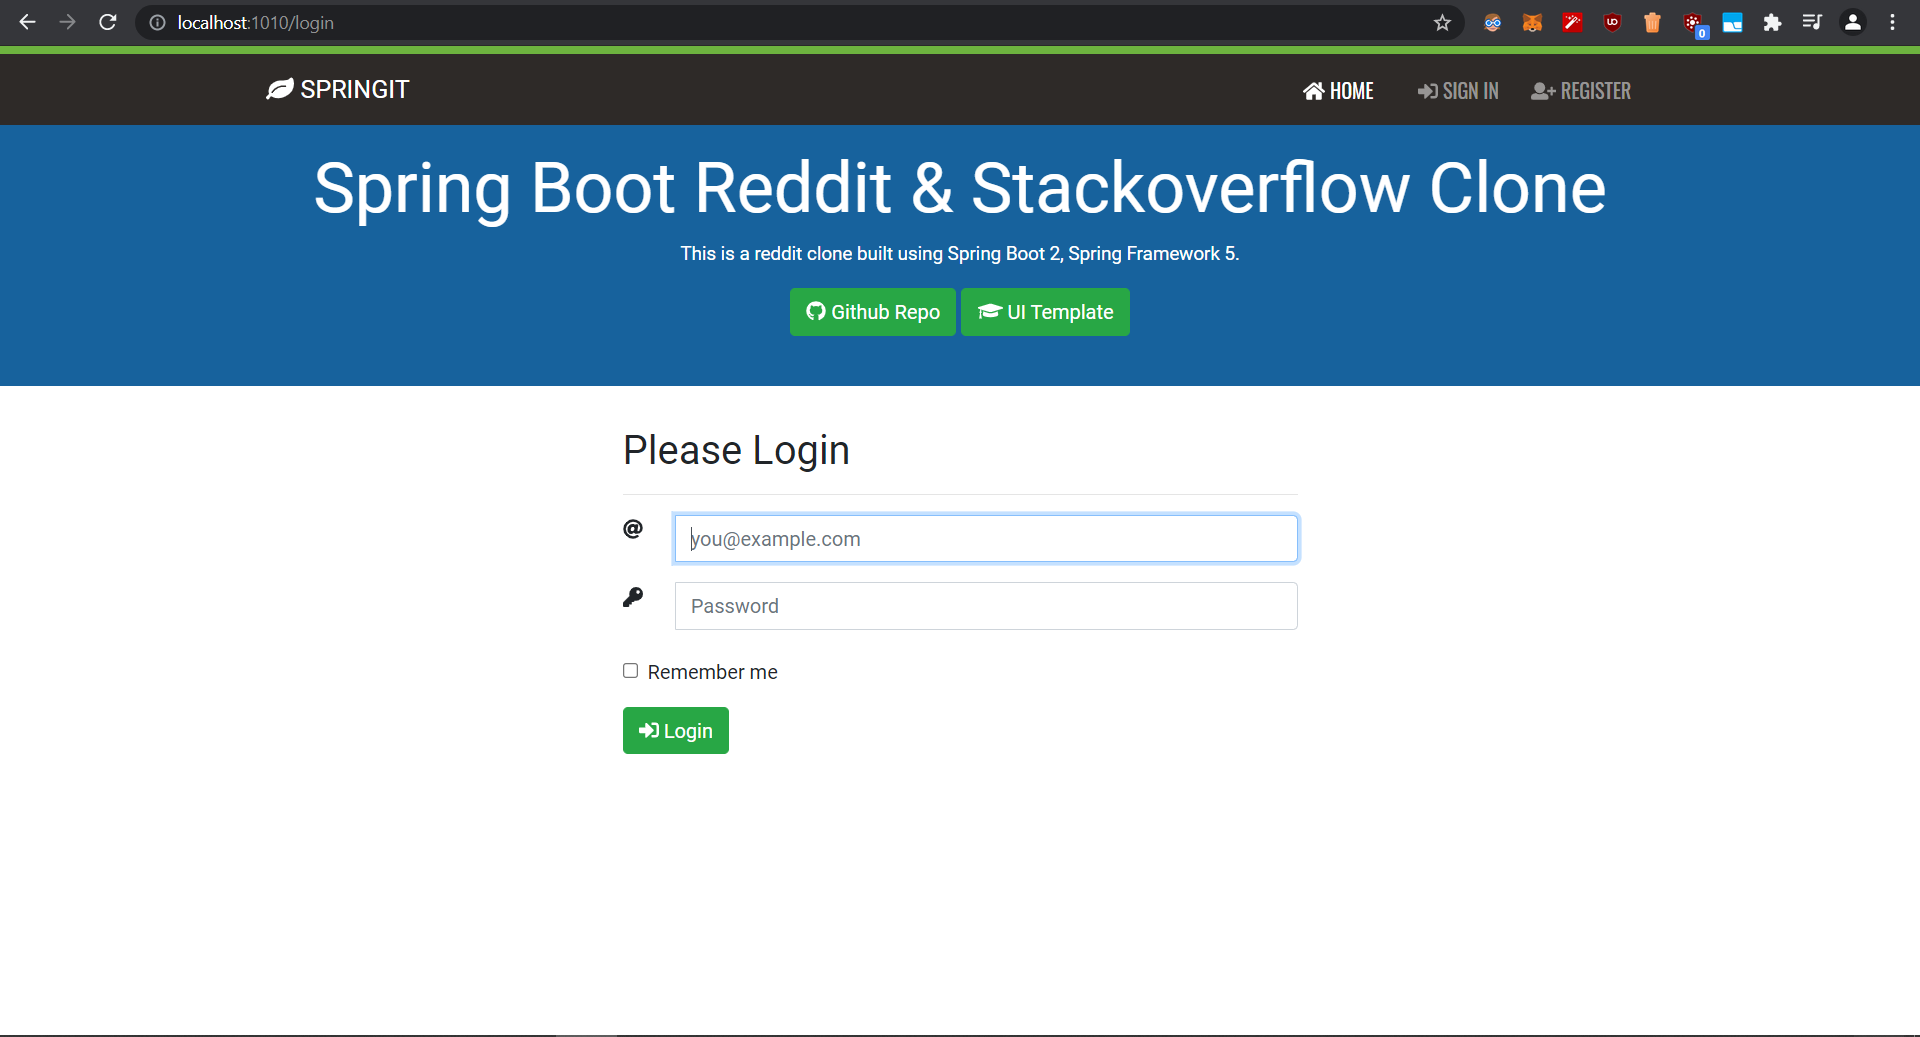 localhost:1010/login
0
SPRINGIT
HOME
SIGN IN
REGISTER
Spring Boot Reddit & Stackoverflow Clone
This is a reddit clone built using Spring Boot 2, Spring Framework 5.
Github Repo
UI Template
Please Login
@
you@example.com
Password
Remember me
Login